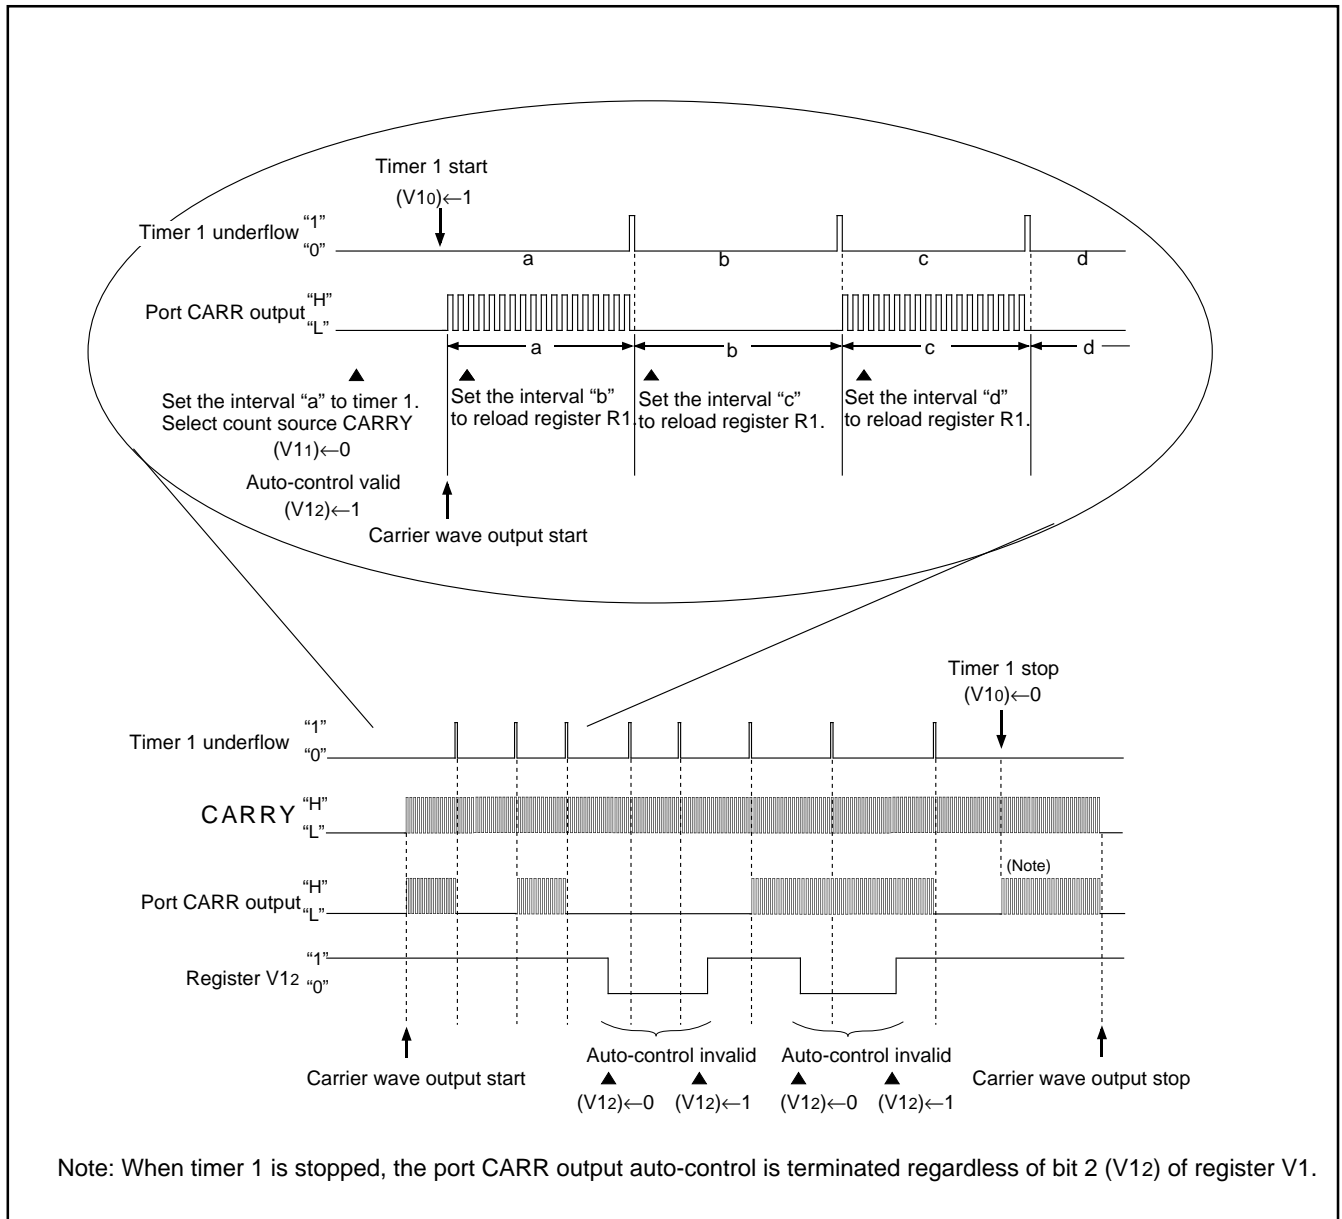 Timer 1 start
(V10)←1
Timer 1 underflow “1”
“0”
a b c d
Port CARR output “H”
“L”
a b c d
Set the interval “a” to timer 1.
Select count source CARRY
(V11)←0
Auto-control valid
(V12)←1
Set the interval “b”
to reload register R1.
Set the interval “c”
to reload register R1.
Set the interval “d”
to reload register R1.
Carrier wave output start
Timer 1 stop
(V10)←0
Timer 1 underflow “1”
“0”
CARRY “H”
“L”
(Note)
Port CARR output “H”
“L”
Register V12 “1”
“0”
Auto-control invalid Auto-control invalid
Carrier wave output start
(V12)←0 (V12)←1 (V12)←0 (V12)←1
Carrier wave output stop
Note: When timer 1 is stopped, the port CARR output auto-control is terminated regardless of bit 2 (V12) of register V1.